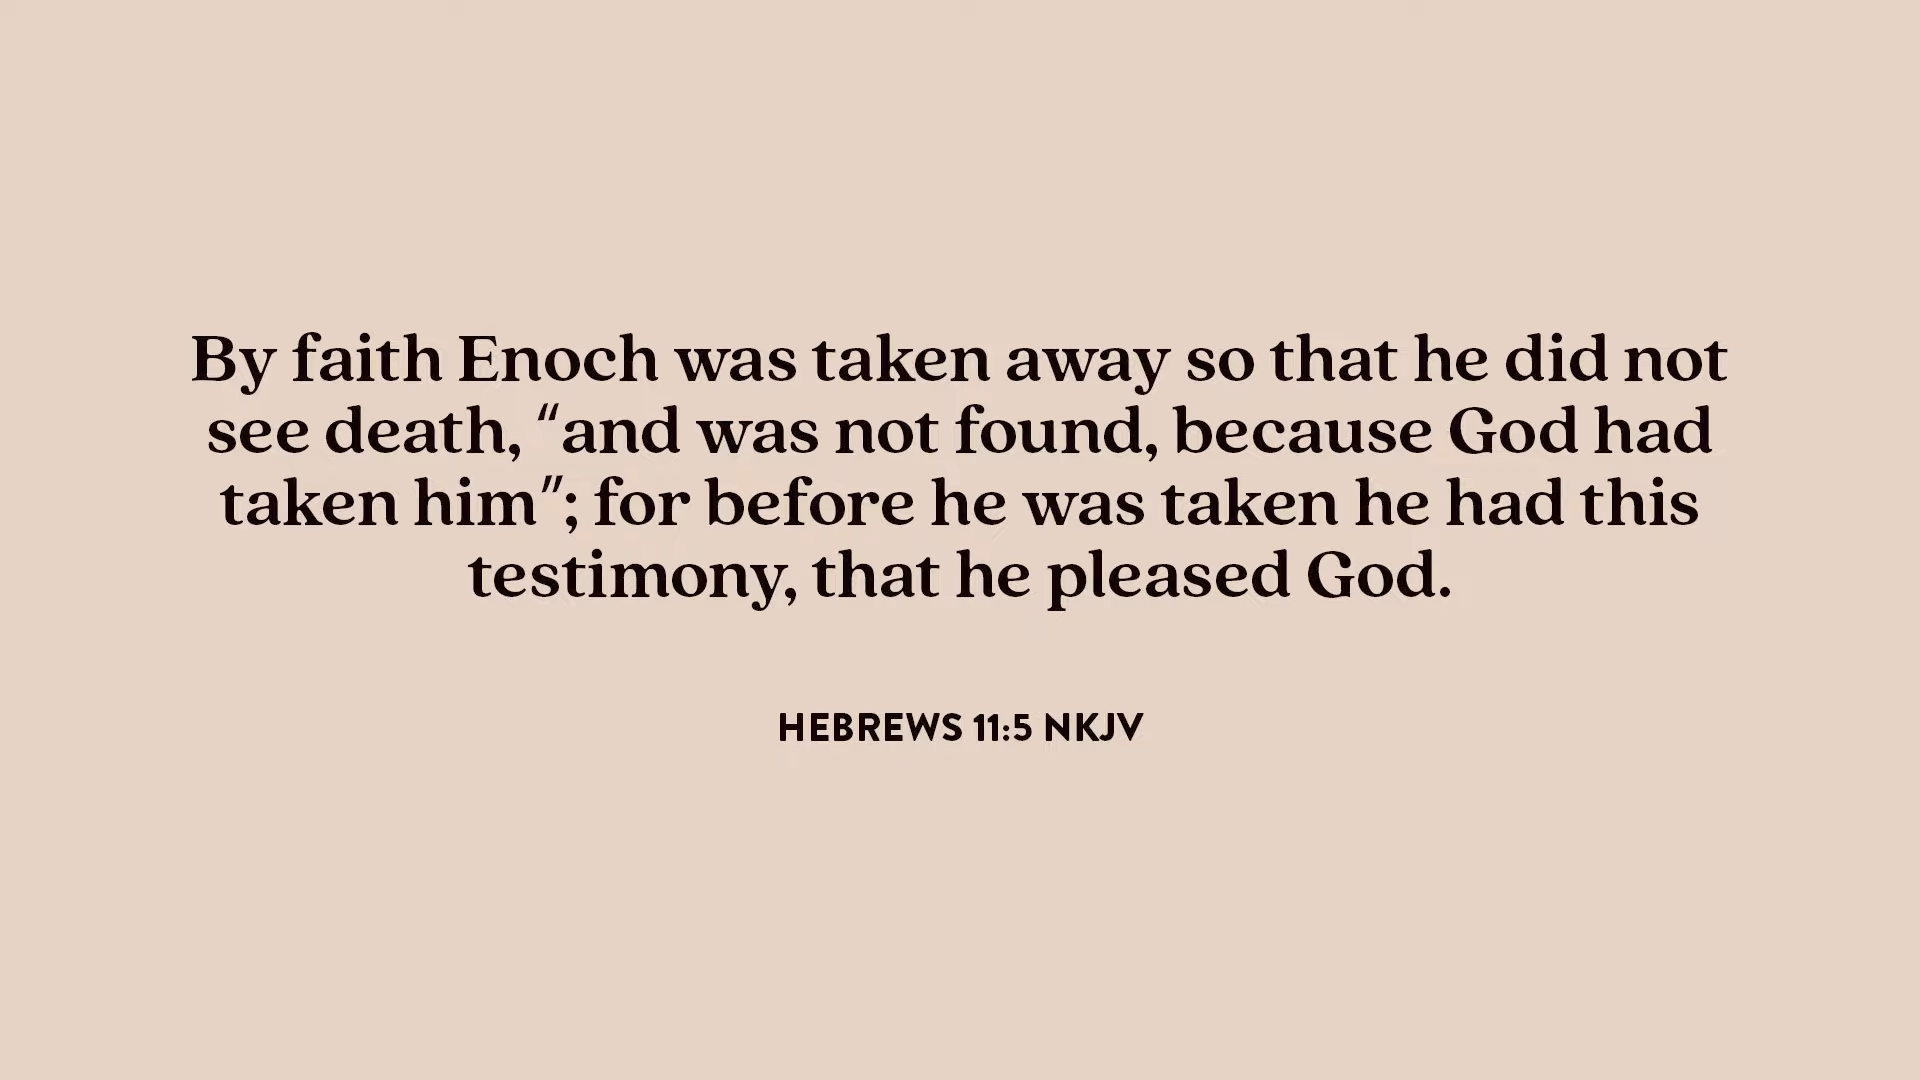 By faith Enoch was taken away so that he did not
see death, “and was not found, because God had
taken him”; for before he was taken he had this
testimony, that he pleased God.
HEBREWS 11:5 NKJV